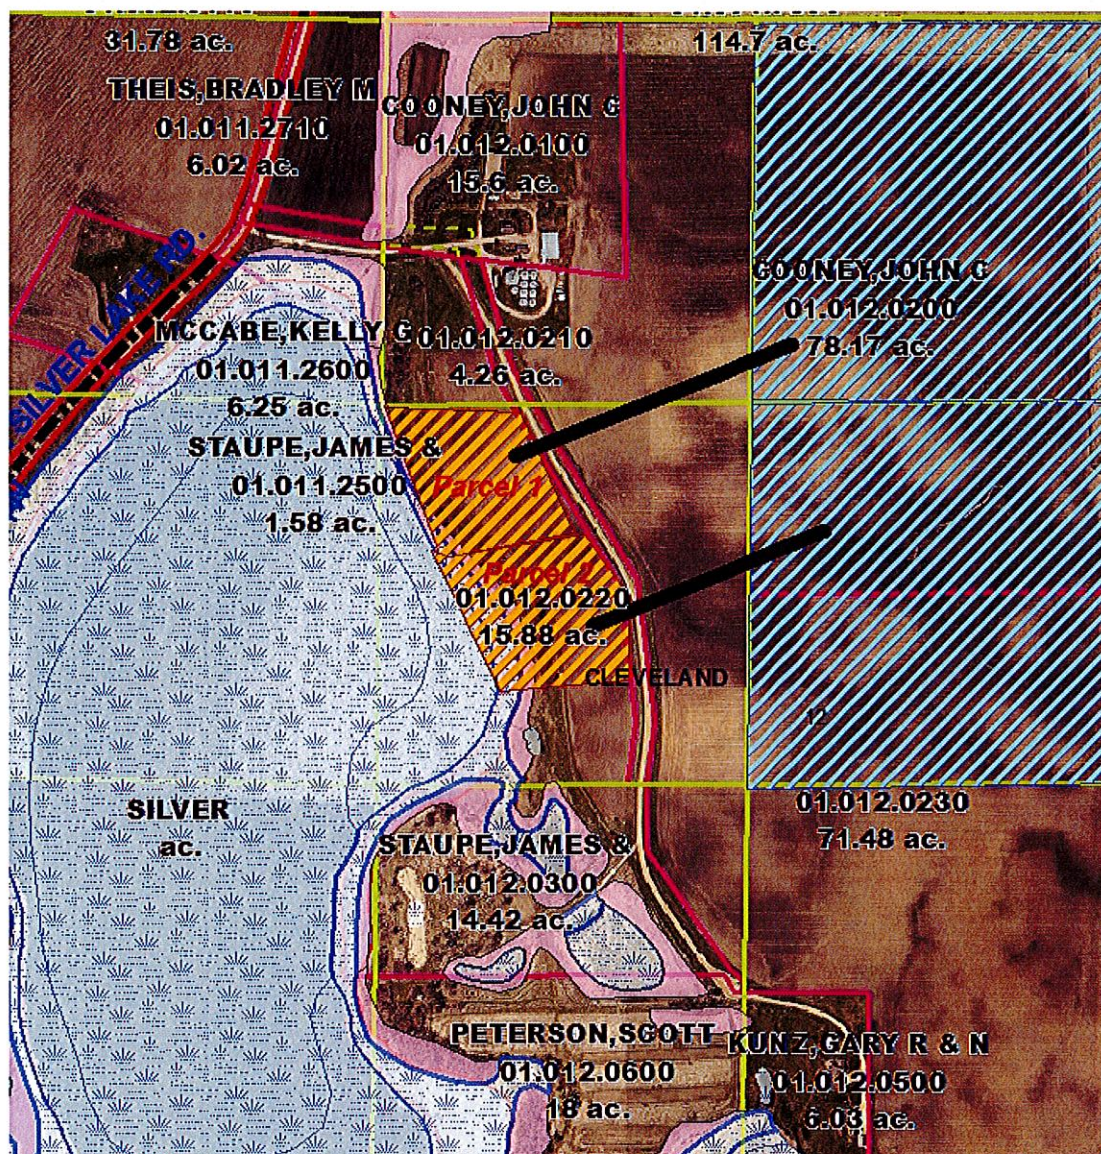 31.78 ac.
114.7 ac.
THEIS,BRADLEY M
01.011.2710
6.02 ac.
COONEY,JOHN G
01.012.0100
15.6 ac.
SILVER LAKE RD.
COONEY,JOHN G
01.012.0200
78.17 ac.
MCCABE,KELLY G
01.011.2600
6.25 ac.
01.012.0210
4.26 ac.
STAUPE,JAMES &
01.011.2500
1.58 ac.
Parcel 1
Parcel 2
01.012.0220
15.88 ac.
CLEVELAND
12
01.012.0230
71.48 ac.
SILVER
ac.
STAUPE,JAMES &
01.012.0300
14.42 ac.
PETERSON,SCOTT
01.012.0600
18 ac.
KUNZ,GARY R & N
01.012.0500
6.03 ac.